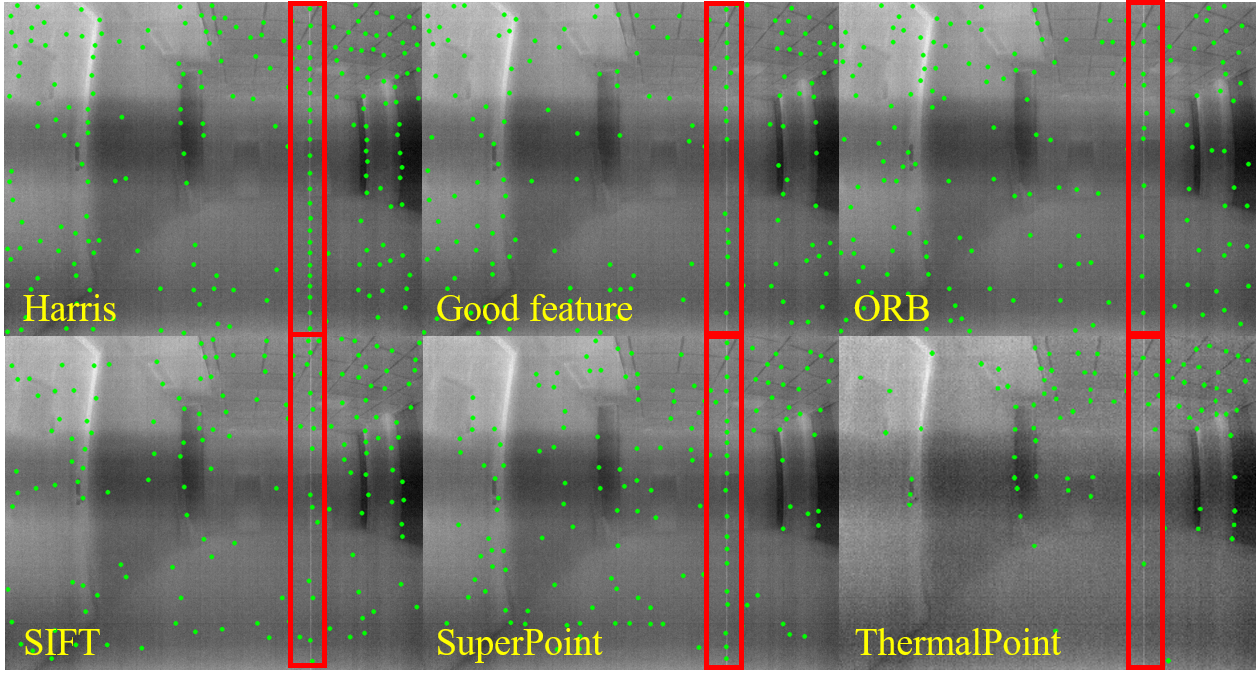 Harris
Good feature
ORB
SIFT
SuperPoint
ThermalPoint